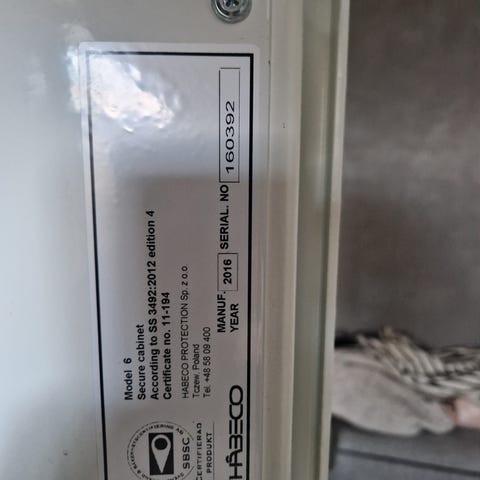 Model 6
Secure cabinet
According to SS 3492:2012 edition 4
Certificate no. 11-194
HABECO PROTECTION Sp. z o.o.
Tczew, Poland
Tel. +48 58 09 400
MANUF. YEAR 2016 SERIAL. NO 160392
SBSC
CERTIFIERAD
PRODUKT
HABECO